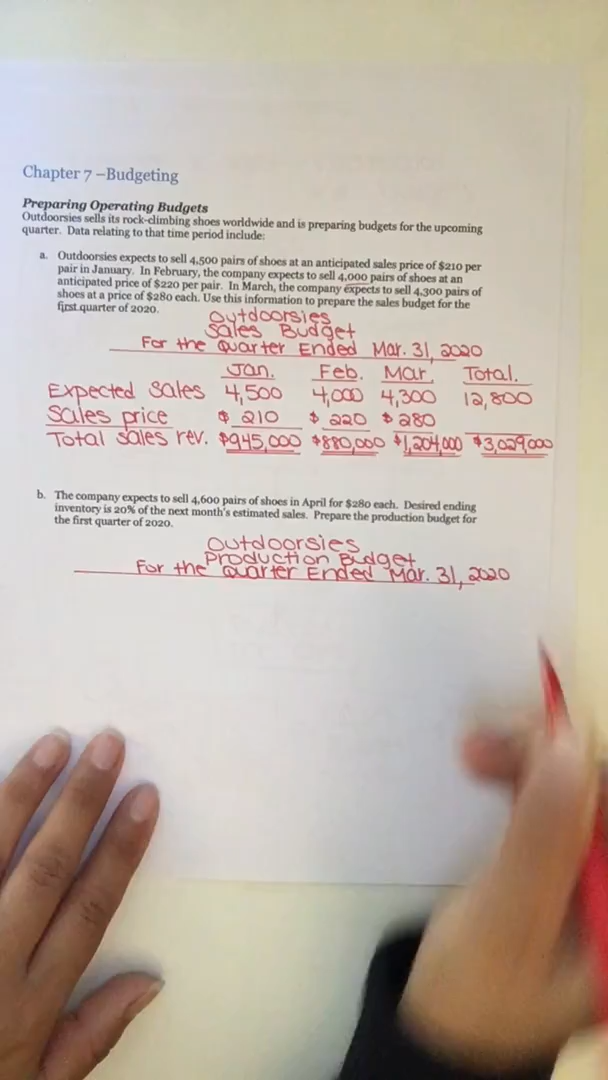 Chapter 7 –Budgeting
Preparing Operating Budgets
Outdoorsies sells its rock-climbing shoes worldwide and is preparing budgets for the upcoming
quarter. Data relating to that time period include:
a. Outdoorsies expects to sell 4,500 pairs of shoes at an anticipated sales price of $210 per
pair in January. In February, the company expects to sell 4,000 pairs of shoes at an
anticipated price of $220 per pair. In March, the company expects to sell 4,300 pairs of
shoes at a price of $280 each. Use this information to prepare the sales budget for the
first quarter of 2020.
Outdoorsies
Sales Budget
For the Quarter Ended Mar. 31, 2020
Jan. Feb. Mar. Total.
Expected Sales 4,500 4,000 4,300 12,800
Sales price $ 210 $ 220 $ 280
Total sales rev. $945,000 $880,000 $1,204,000 $3,029,000
b. The company expects to sell 4,600 pairs of shoes in April for $280 each. Desired ending
inventory is 20% of the next month's estimated sales. Prepare the production budget for
the first quarter of 2020.
Outdoorsies
Production Budget
For the Quarter Ended Mar. 31, 2020